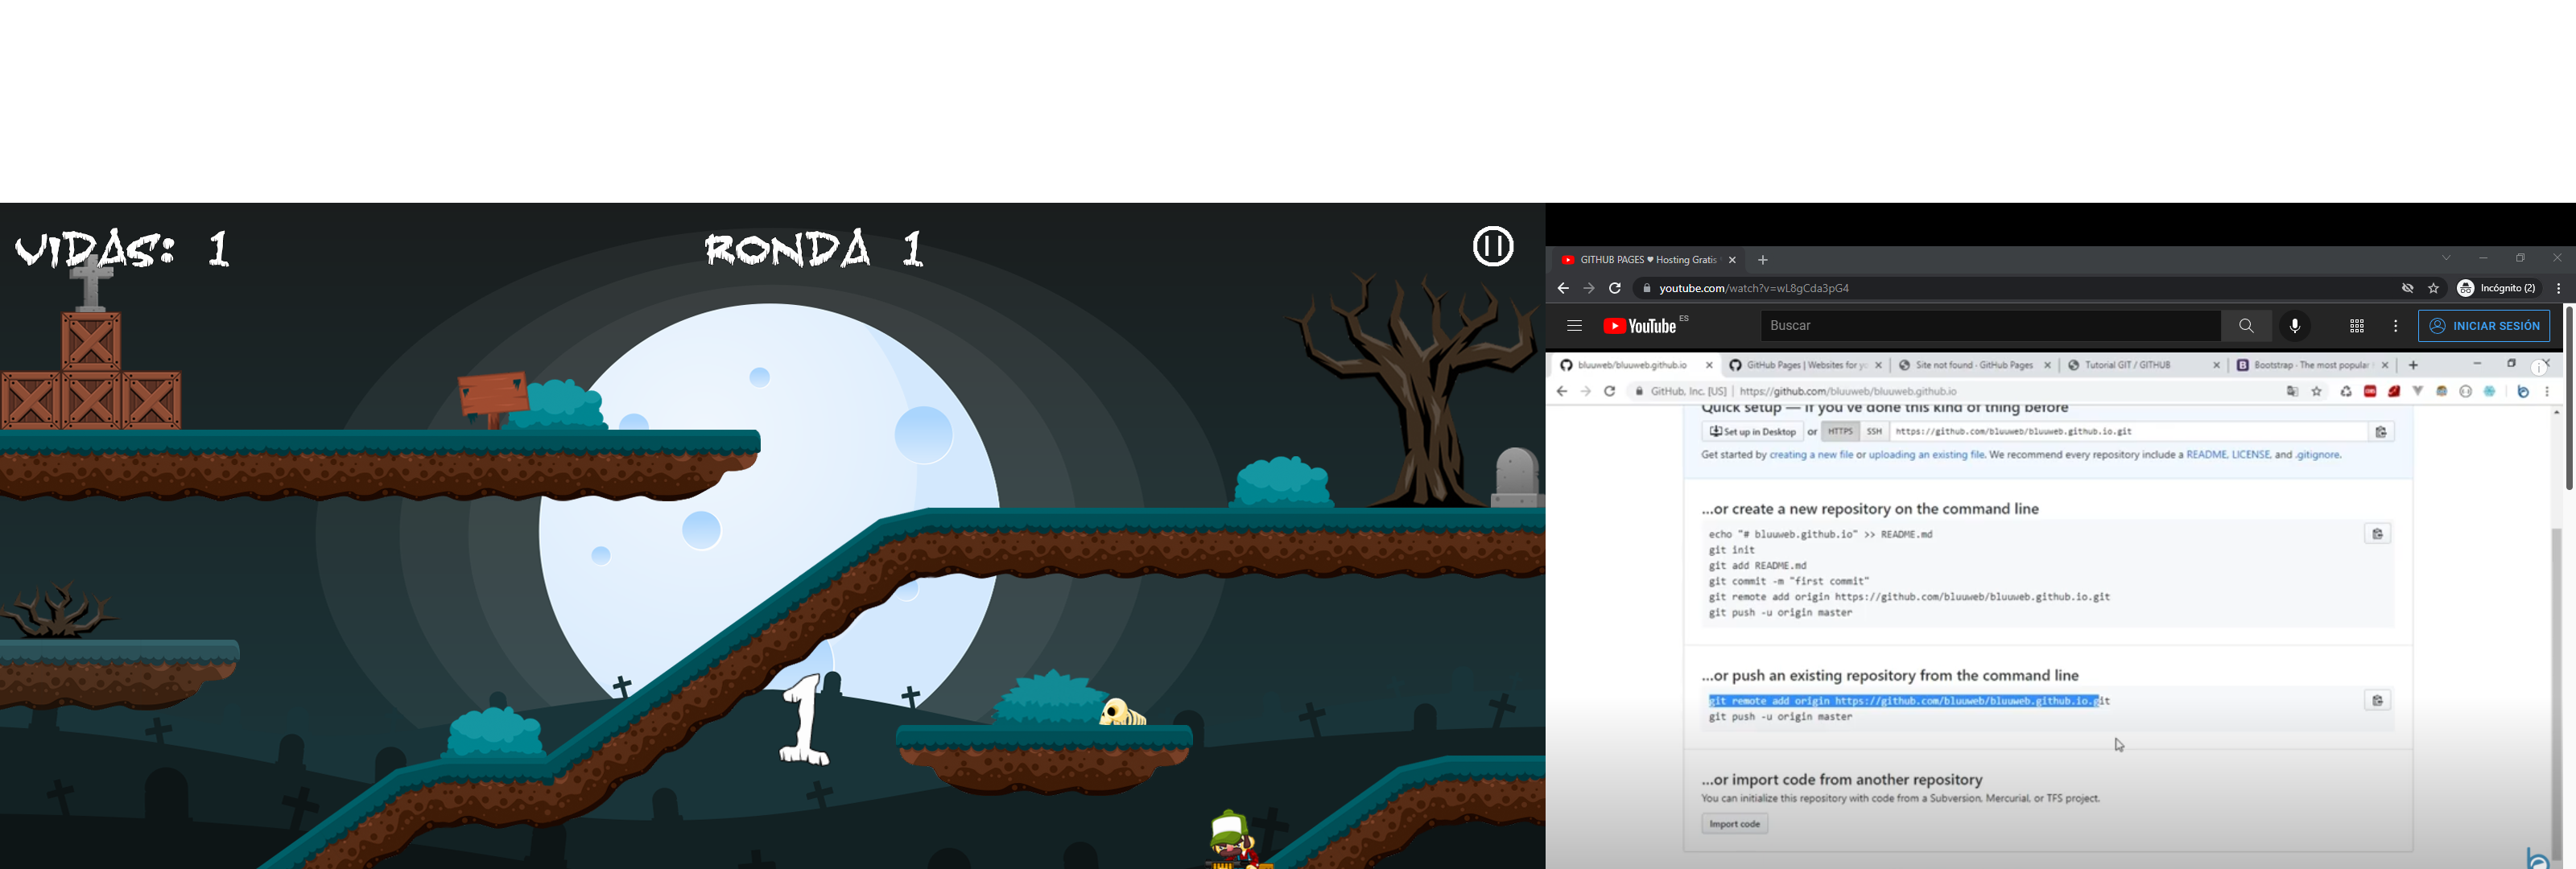 VIDAS: 1
RONDA 1
1
GITHUB PAGES ♥ Hosting Gratis
youtube.com/watch?v=wL8gCda3pG4
Incógnito (2)
YouTube ES
Buscar
INICIAR SESIÓN
bluuweb/bluuweb.github.io
GitHub Pages | Websites for yo
Site not found · GitHub Pages
Tutorial GIT / GITHUB
Bootstrap · The most popular
GitHub, Inc. [US] | https://github.com/bluuweb/bluuweb.github.io
Quick setup — if you've done this kind of thing before
Set up in Desktop or HTTPS SSH https://github.com/bluuweb/bluuweb.github.io.git
Get started by creating a new file or uploading an existing file. We recommend every repository include a README, LICENSE, and .gitignore.
...or create a new repository on the command line
echo "# bluuweb.github.io" >> README.md
git init
git add README.md
git commit -m "first commit"
git remote add origin https://github.com/bluuweb/bluuweb.github.io.git
git push -u origin master
...or push an existing repository from the command line
git remote add origin https://github.com/bluuweb/bluuweb.github.io.git
git push -u origin master
...or import code from another repository
You can initialize this repository with code from a Subversion, Mercurial, or TFS project.
Import code